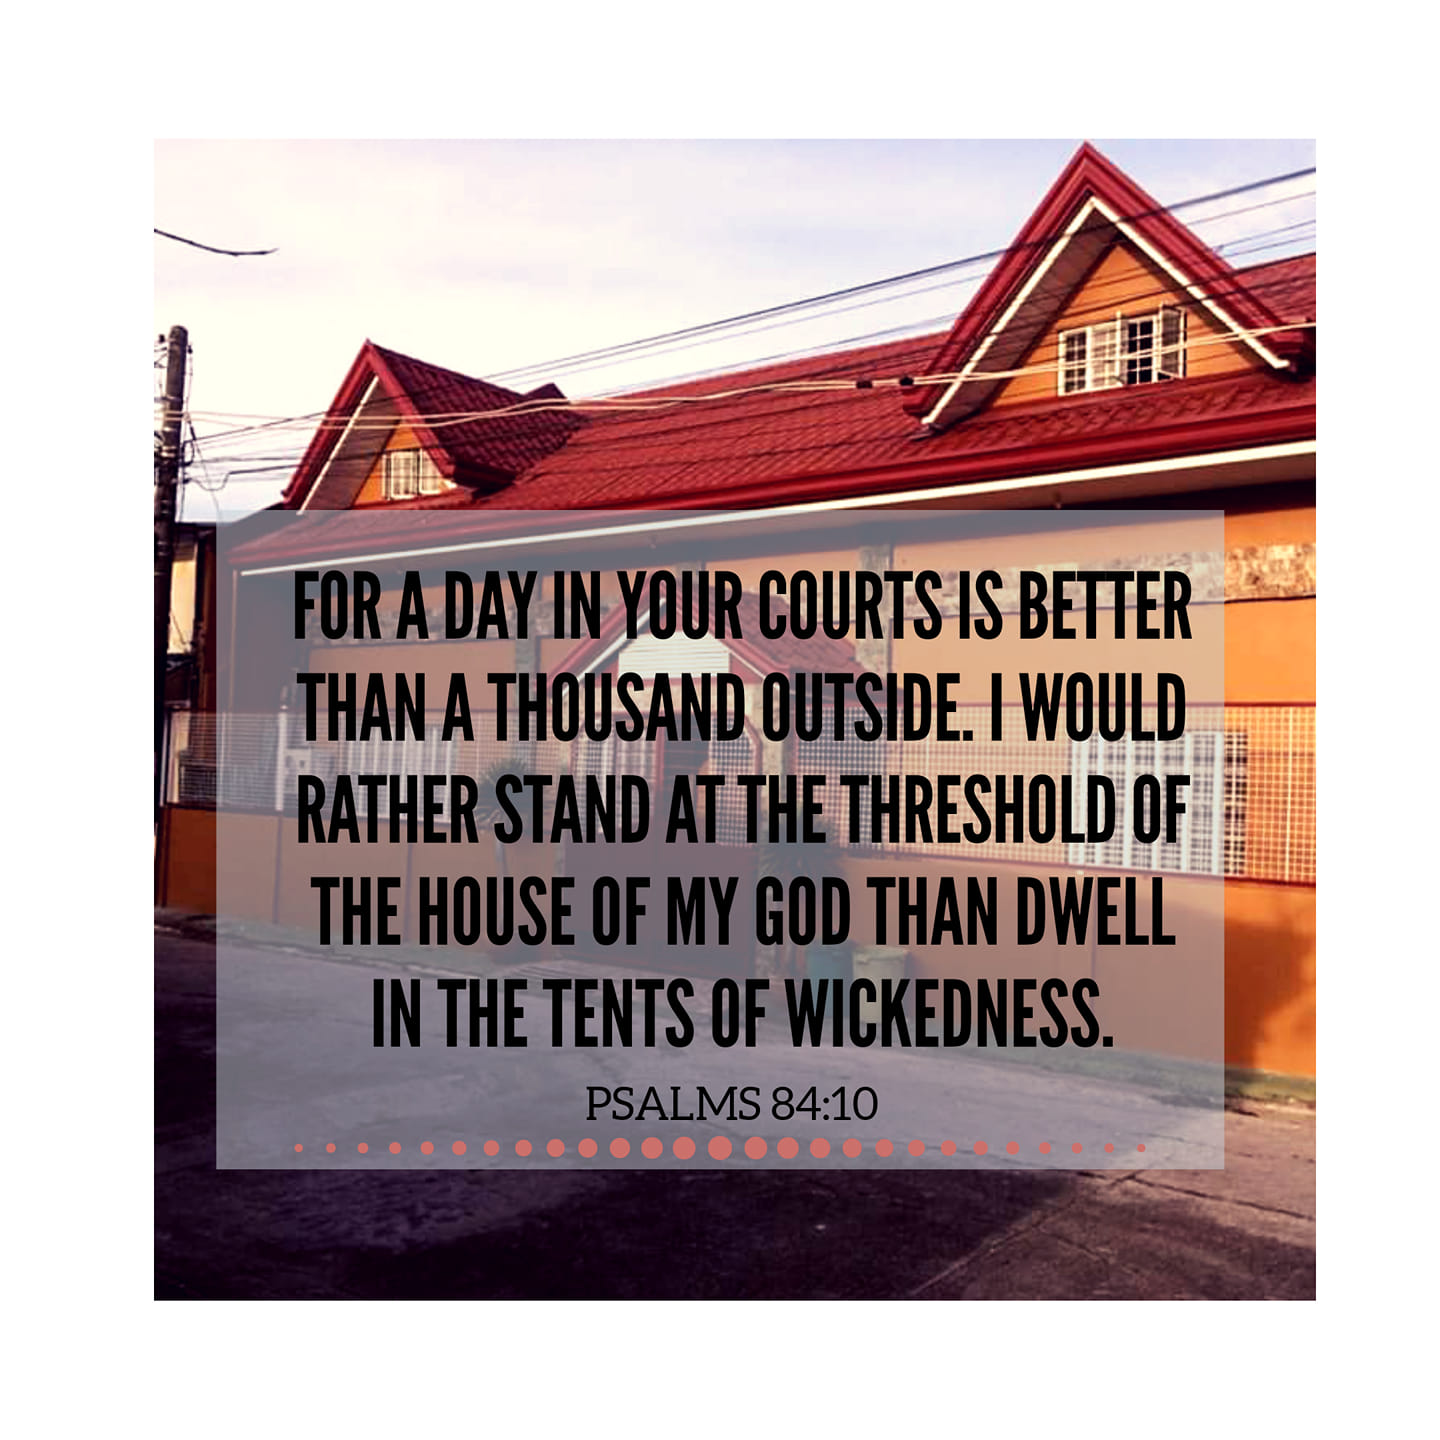 FOR A DAY IN YOUR COURTS IS BETTER
THAN A THOUSAND OUTSIDE. I WOULD
RATHER STAND AT THE THRESHOLD OF
THE HOUSE OF MY GOD THAN DWELL
IN THE TENTS OF WICKEDNESS.
PSALMS 84:10